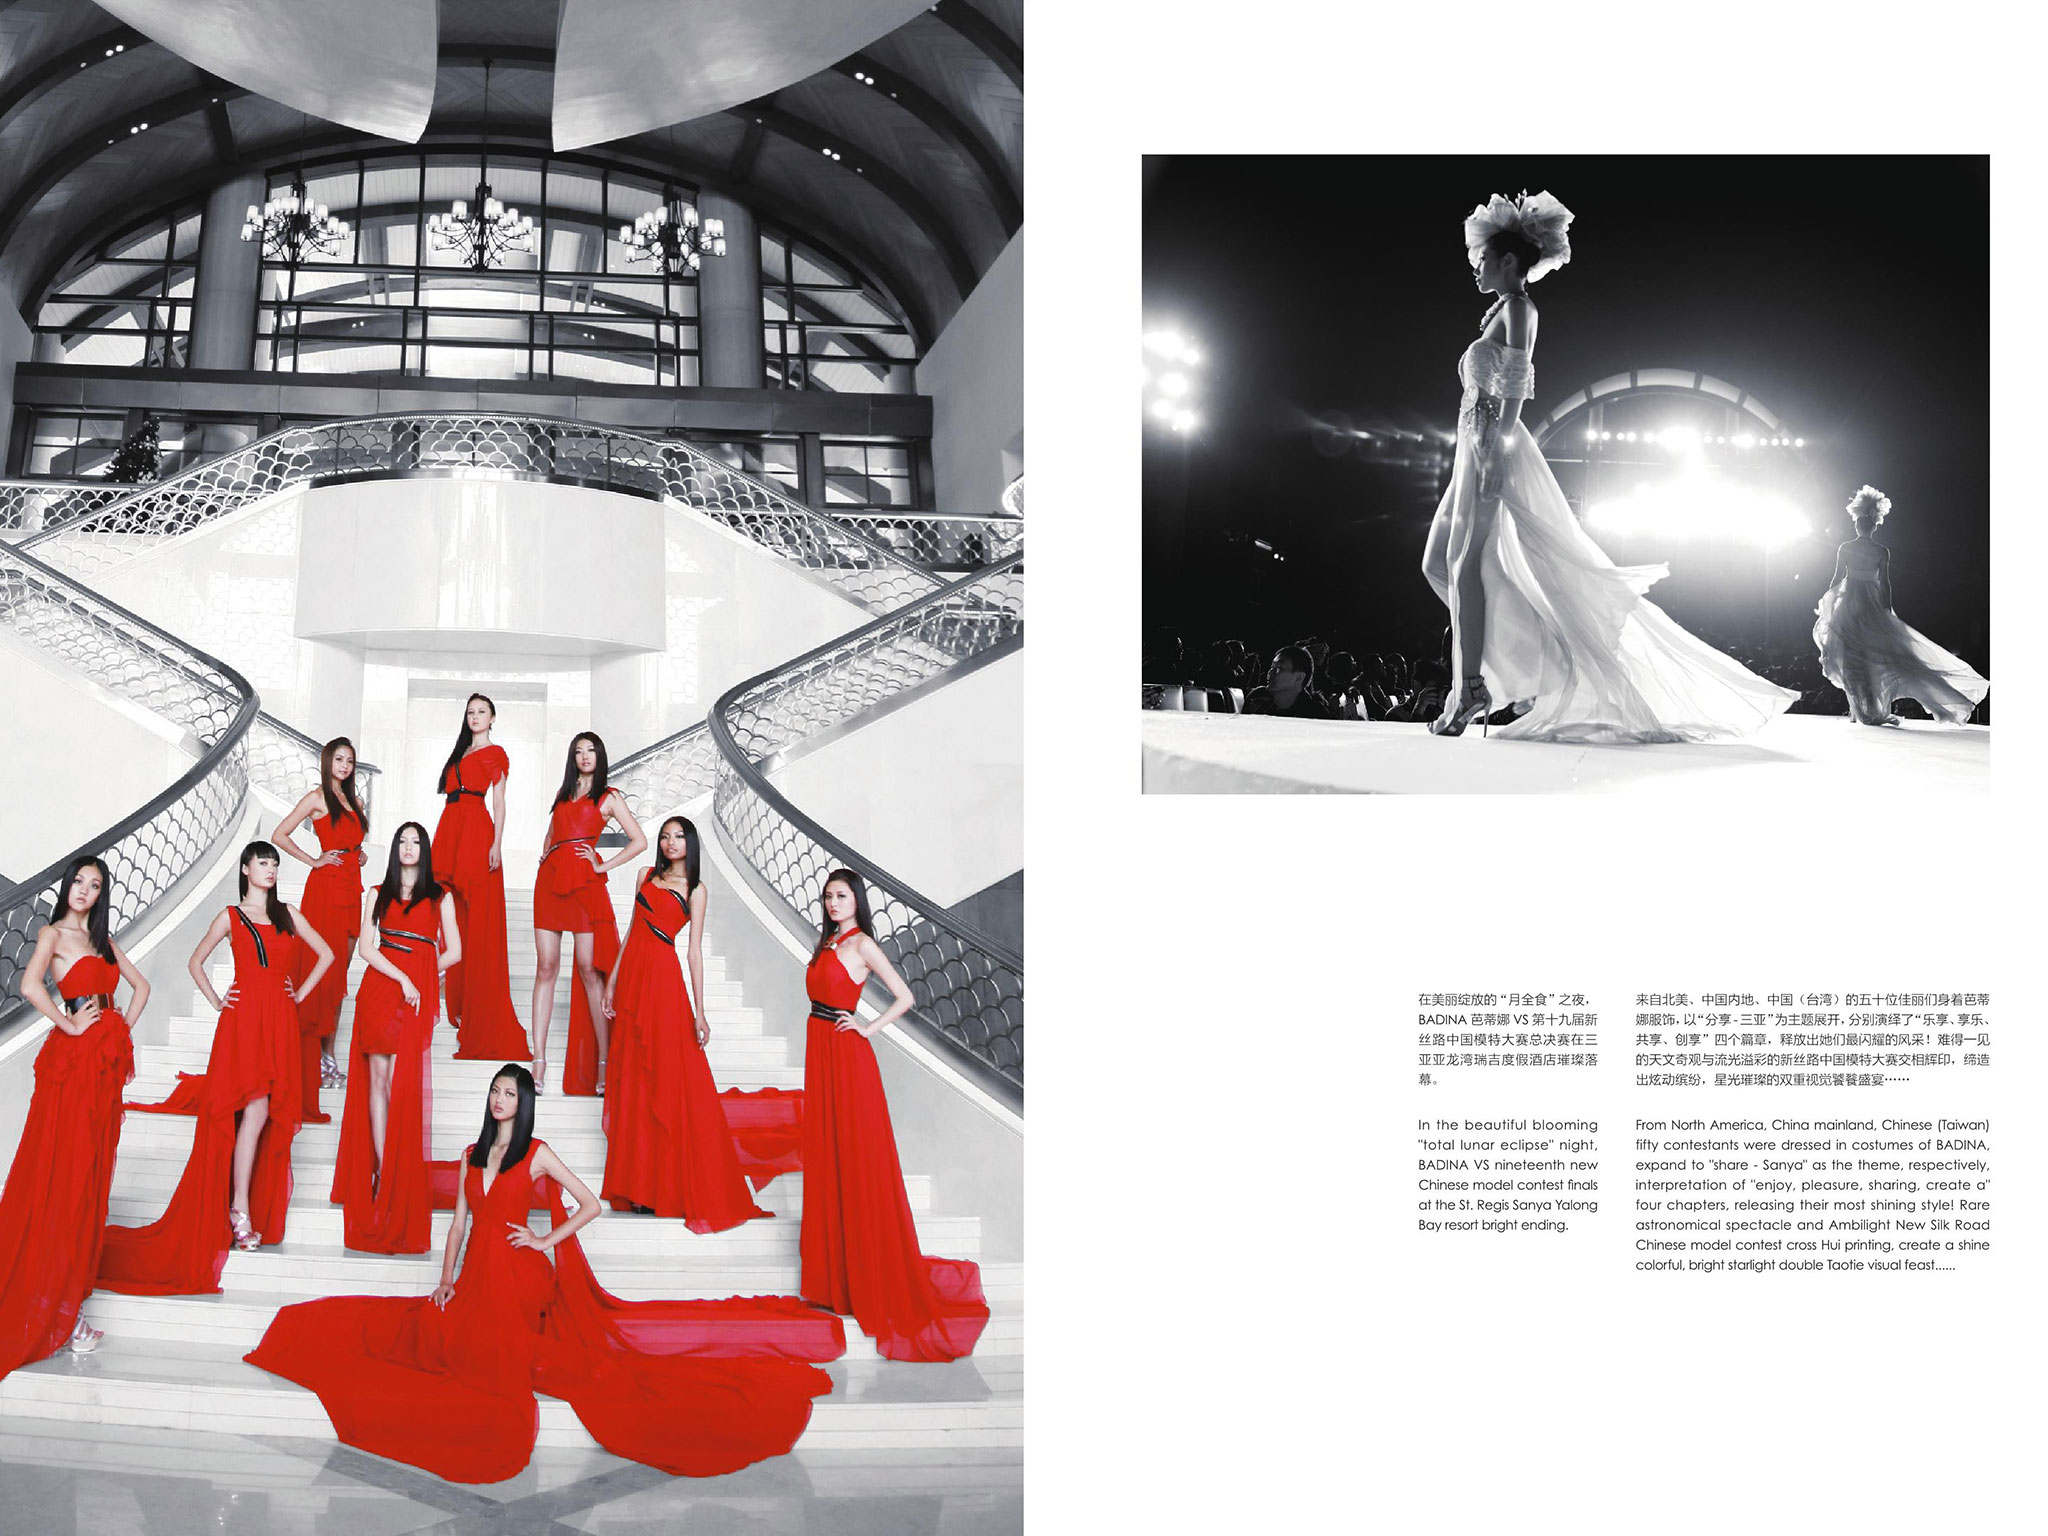 在美丽绽放的“月全食”之夜，
BADINA 芭蒂娜 VS 第十九届新
丝路中国模特大赛总决赛在三
亚亚龙湾瑞吉度假酒店璀璨落
幕。
In the beautiful blooming
"total lunar eclipse" night,
BADINA VS nineteenth new
Chinese model contest finals
at the St. Regis Sanya Yalong
Bay resort bright ending.
来自北美、中国内地、中国（台湾）的五十位佳丽们身着芭蒂
娜服饰，以“分享-三亚”为主题展开，分别演绎了“乐享、享乐、
共享、创享”四个篇章，释放出她们最闪耀的风采！难得一见
的天文奇观与流光溢彩的新丝路中国模特大赛交相辉印，缔造
出炫动缤纷，星光璀璨的双重视觉饕餮盛宴……
From North America, China mainland, Chinese (Taiwan)
fifty contestants were dressed in costumes of BADINA,
expand to "share - Sanya" as the theme, respectively,
interpretation of "enjoy, pleasure, sharing, create a"
four chapters, releasing their most shining style! Rare
astronomical spectacle and Ambilight New Silk Road
Chinese model contest cross Hui printing, create a shine
colorful, bright starlight double Taotie visual feast......